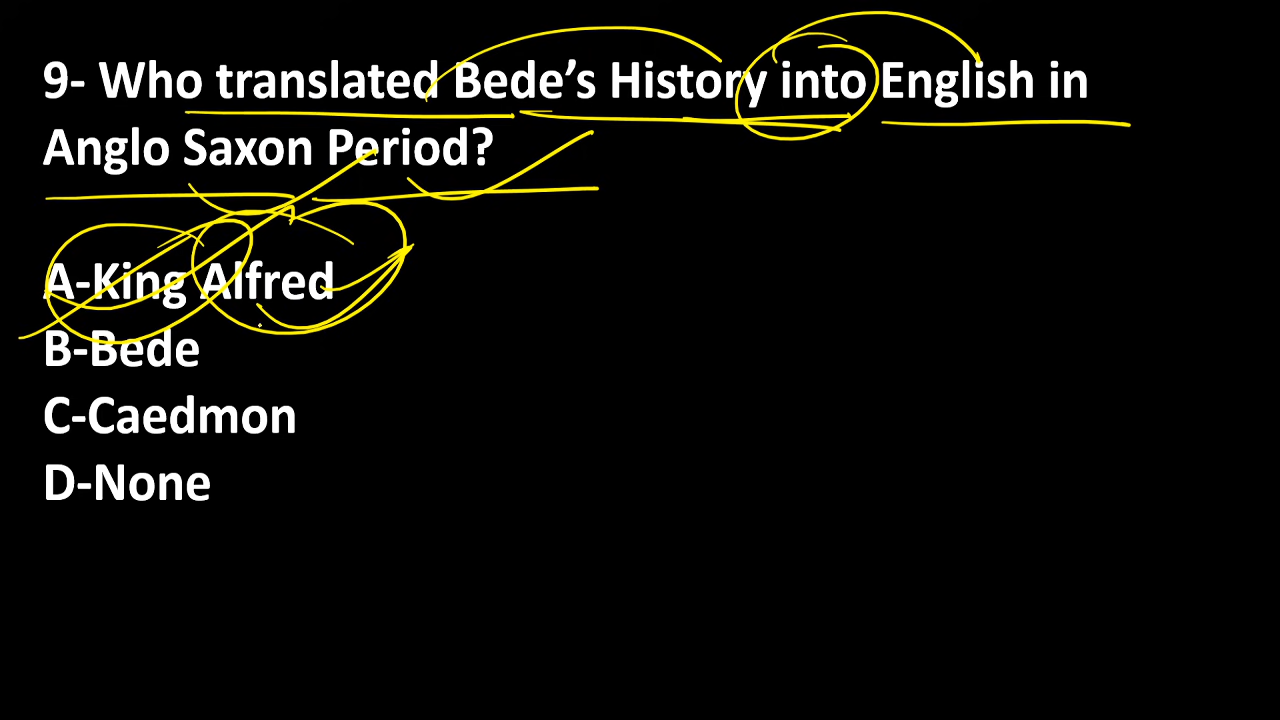 9- Who translated Bede’s History into English in
Anglo Saxon Period?
A-King Alfred
B-Bede
C-Caedmon
D-None